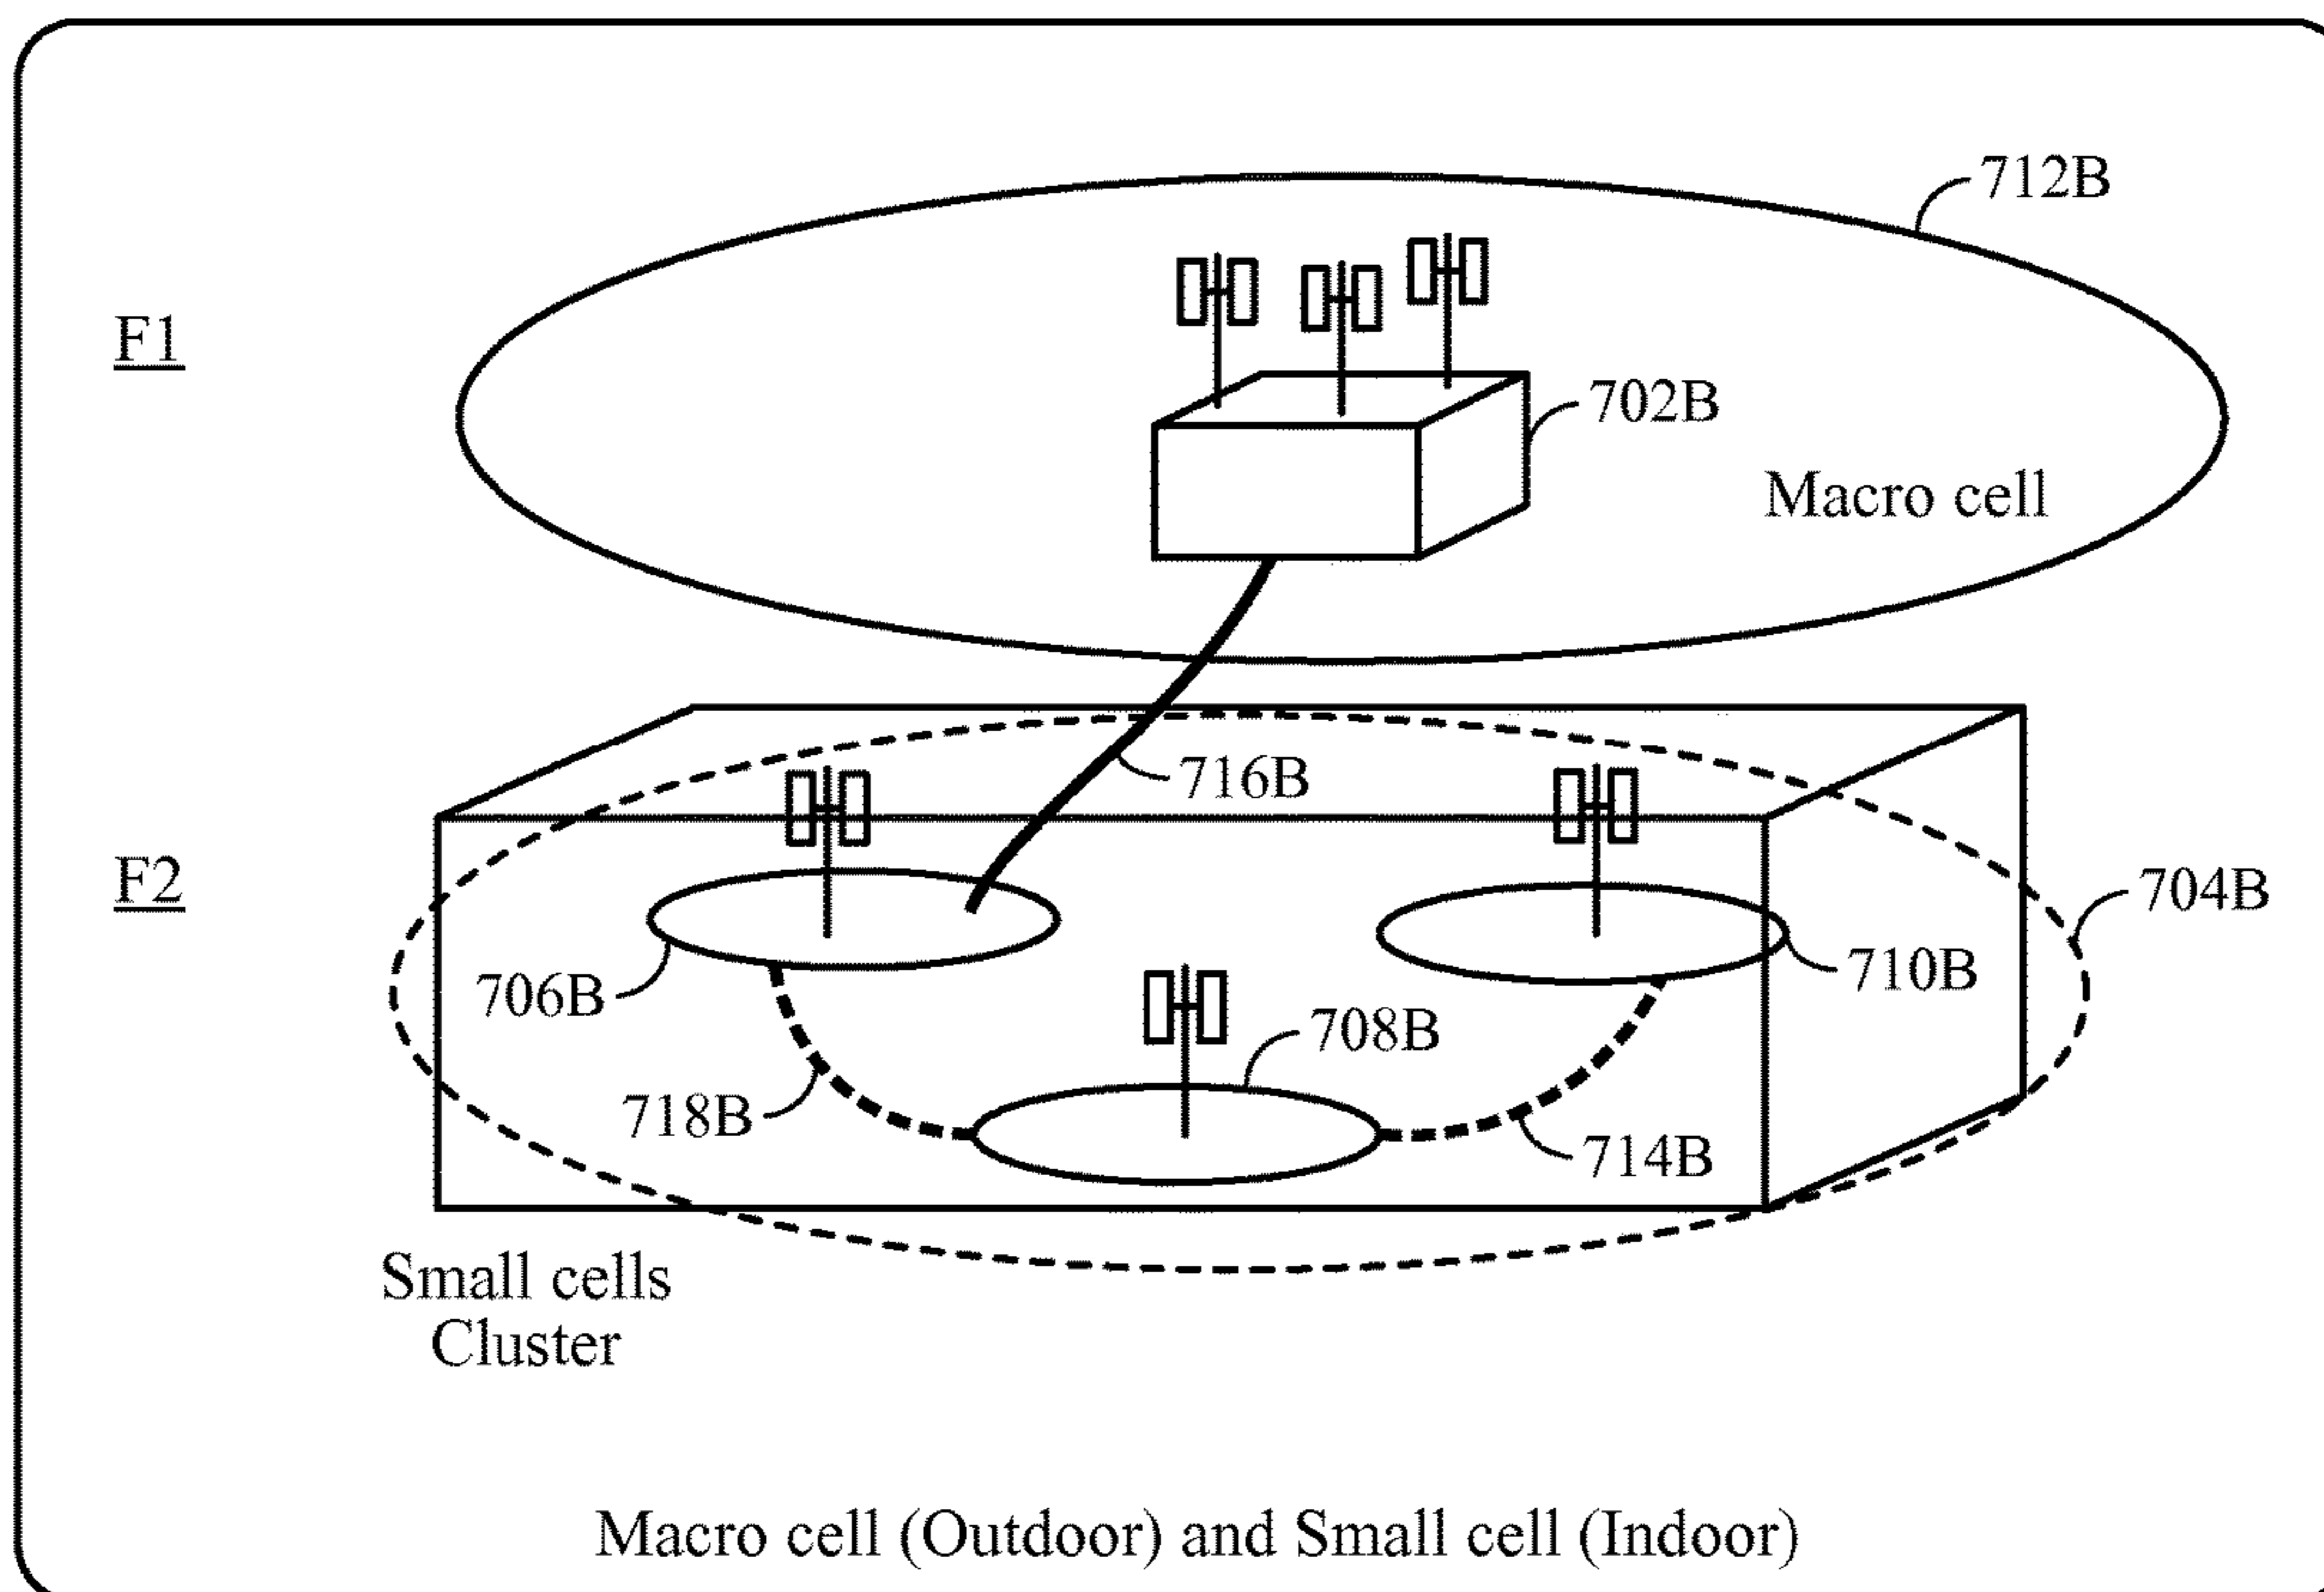 712B
F1
702B
Macro cell
716B
F2
704B
706B
710B
708B
718B
714B
Small cells
Cluster
Macro cell (Outdoor) and Small cell (Indoor)